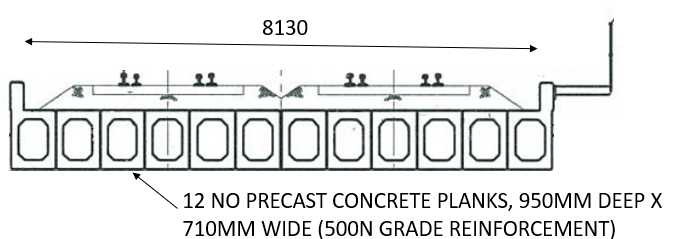 8130
12 NO PRECAST CONCRETE PLANKS, 950MM DEEP X
710MM WIDE (500N GRADE REINFORCEMENT)